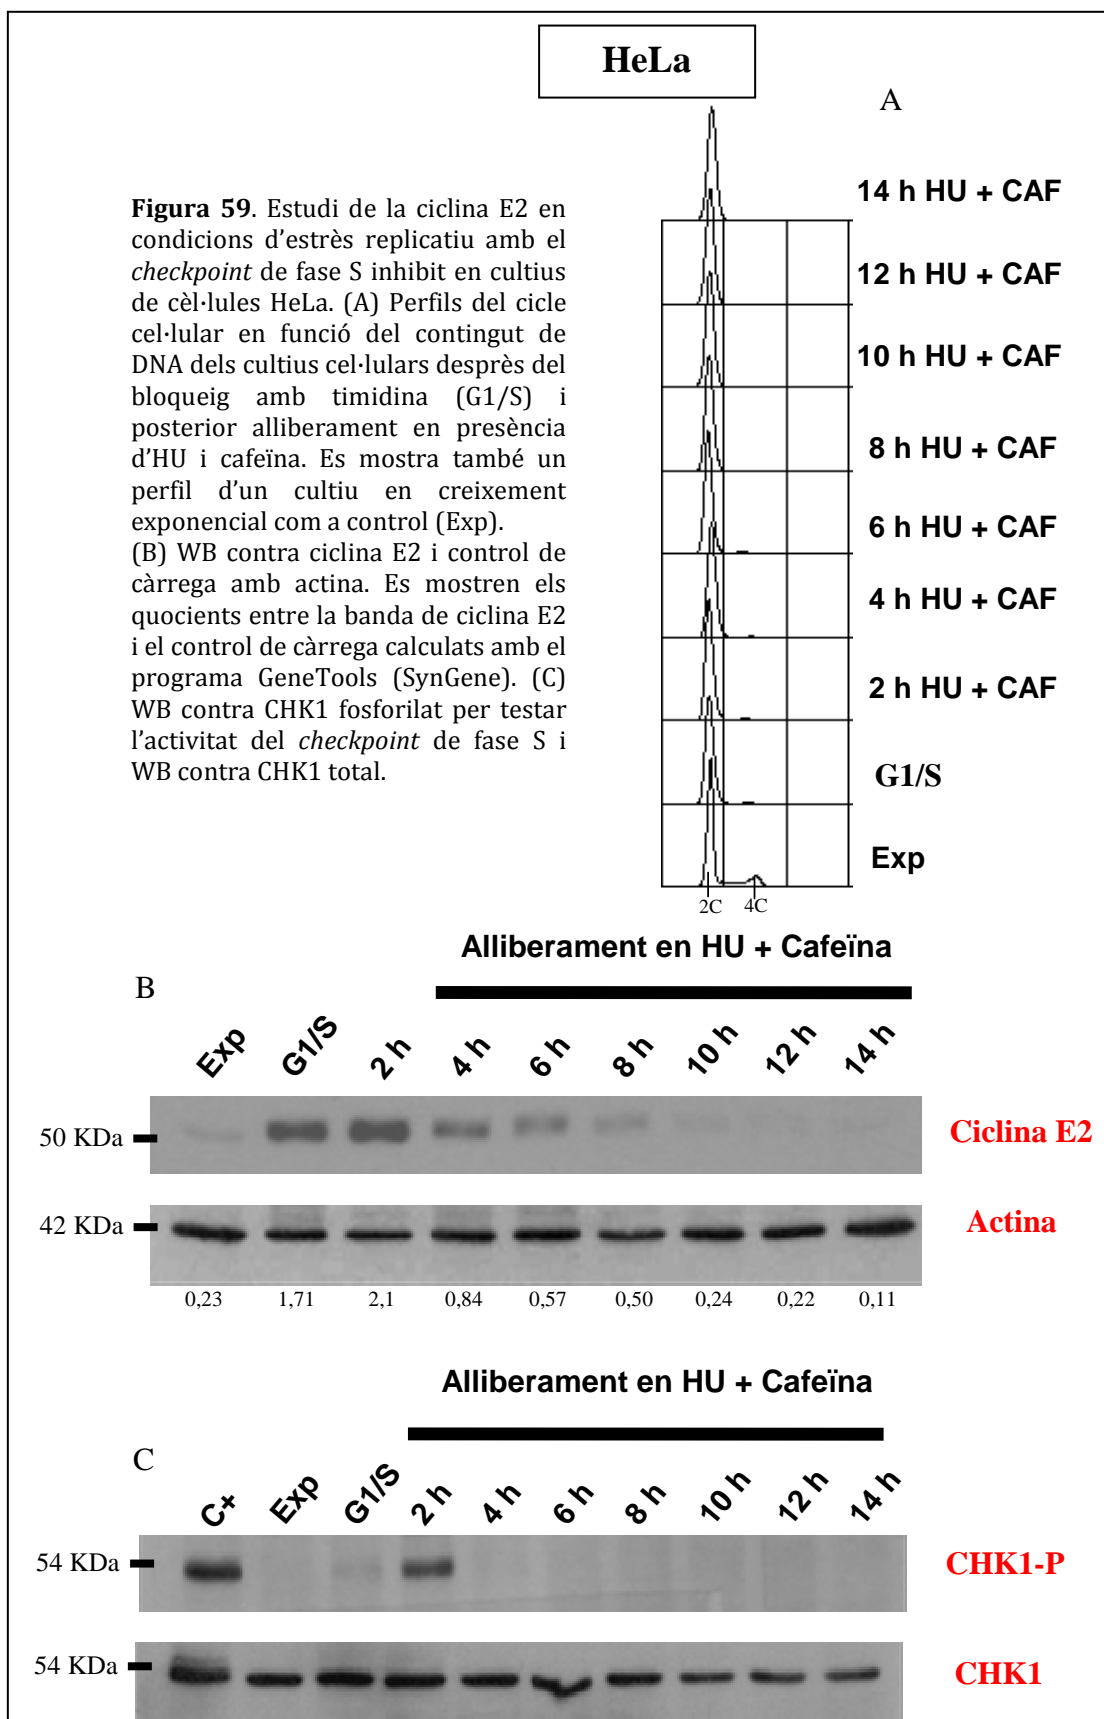 HeLa
A
Figura 59. Estudi de la ciclina E2 en
condicions d'estrès replicatiu amb el
checkpoint de fase S inhibit en cultius
de cèl·lules HeLa. (A) Perfils del cicle
cel·lular en funció del contingut de
DNA dels cultius cel·lulars desprès del
bloqueig amb timidina (G1/S) i
posterior alliberament en presència
d'HU i cafeïna. Es mostra també un
perfil d'un cultiu en creixement
exponencial com a control (Exp).
(B) WB contra ciclina E2 i control de
càrrega amb actina. Es mostren els
quocients entre la banda de ciclina E2
i el control de càrrega calculats amb el
programa GeneTools (SynGene). (C)
WB contra CHK1 fosforilat per testar
l'activitat del checkpoint de fase S i
WB contra CHK1 total.
14 h HU + CAF
12 h HU + CAF
10 h HU + CAF
8 h HU + CAF
6 h HU + CAF
4 h HU + CAF
2 h HU + CAF
G1/S
Exp
2C 4C
Alliberament en HU + Cafeïna
B
Exp G1/S 2 h 4 h 6 h 8 h 10 h 12 h 14 h
50 KDa
Ciclina E2
42 KDa
Actina
0,23 1,71 2,1 0,84 0,57 0,50 0,24 0,22 0,11
Alliberament en HU + Cafeïna
C
C+ Exp G1/S 2 h 4 h 6 h 8 h 10 h 12 h 14 h
54 KDa
CHK1-P
54 KDa
CHK1